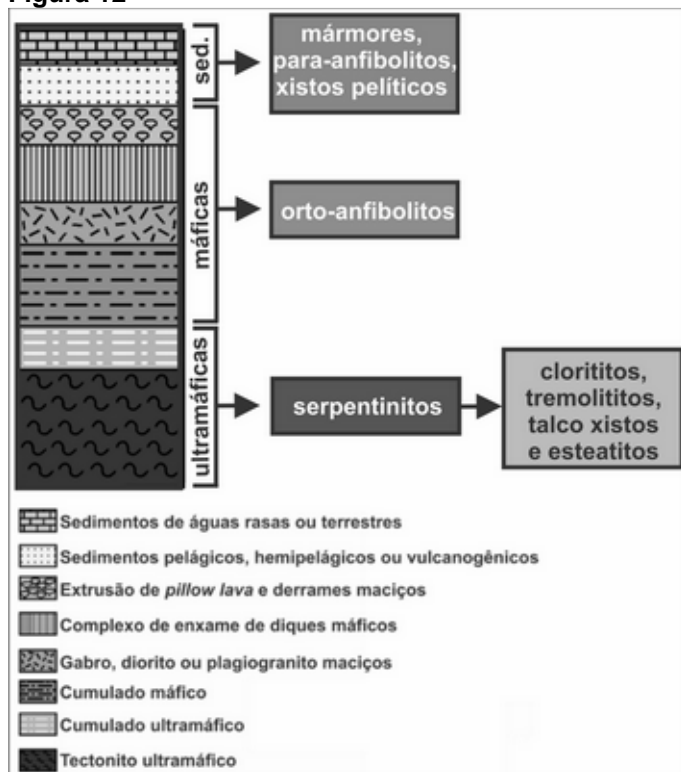 Figura 12
sed.
mármores,
para-anfibolitos,
xistos pelíticos
máficas
orto-anfibolitos
ultramáficas
serpentinitos
clorititos,
tremolititos,
talco xistos
e esteatitos
Sedimentos de águas rasas ou terrestres
Sedimentos pelágicos, hemipelágicos ou vulcanogênicos
Extrusão de pillow lava e derrames maciços
Complexo de enxame de diques máficos
Gabro, diorito ou plagiogranito maciços
Cumulado máfico
Cumulado ultramáfico
Tectonito ultramáfico